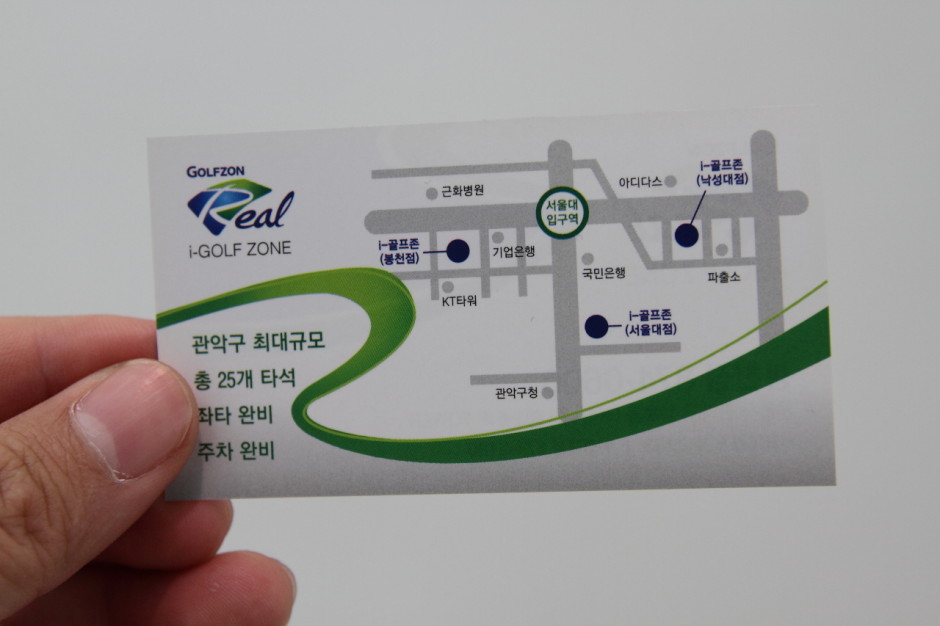 GOLFZON
Real
i-GOLF ZONE
관악구 최대규모
총 25개 타석
좌타 완비
주차 완비
근화병원
서울대
입구역
아디다스
i-골프존
(낙성대점)
i-골프존
(봉천점)
기업은행
국민은행
파출소
KT타워
i-골프존
(서울대점)
관악구청